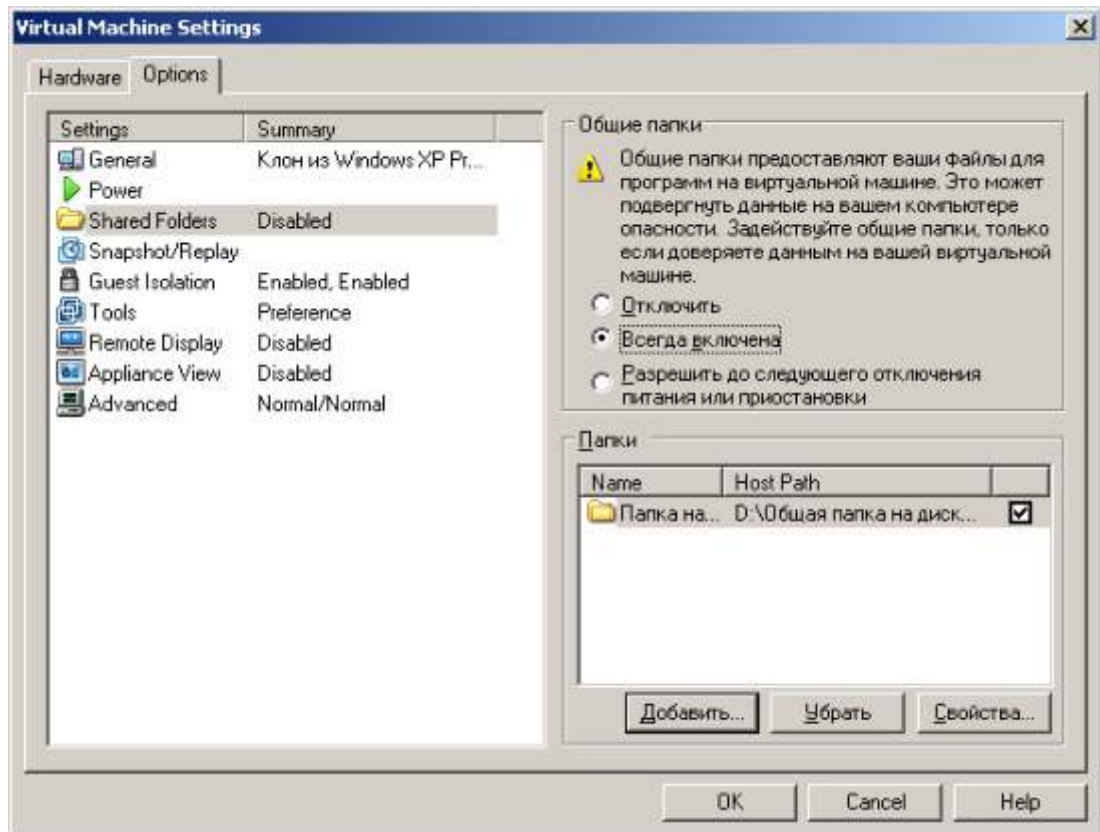 Virtual Machine Settings
Hardware Options
Settings Summary
General Клон из Windows XP Pr...
Power
Shared Folders Disabled
Snapshot/Replay
Guest Isolation Enabled, Enabled
Tools Preference
Remote Display Disabled
Appliance View Disabled
Advanced Normal/Normal
Общие папки
Общие папки предоставляют ваши файлы для
программ на виртуальной машине. Это может
подвергнуть данные на вашем компьютере
опасности. Задействуйте общие папки, только
если доверяете данным на вашей виртуальной
машине.
Отключить
Всегда включена
Разрешить до следующего отключения
питания или приостановки
Папки
Name Host Path
Папка на... D:\Общая папка на диск...
Добавить... Убрать Свойства...
OK Cancel Help